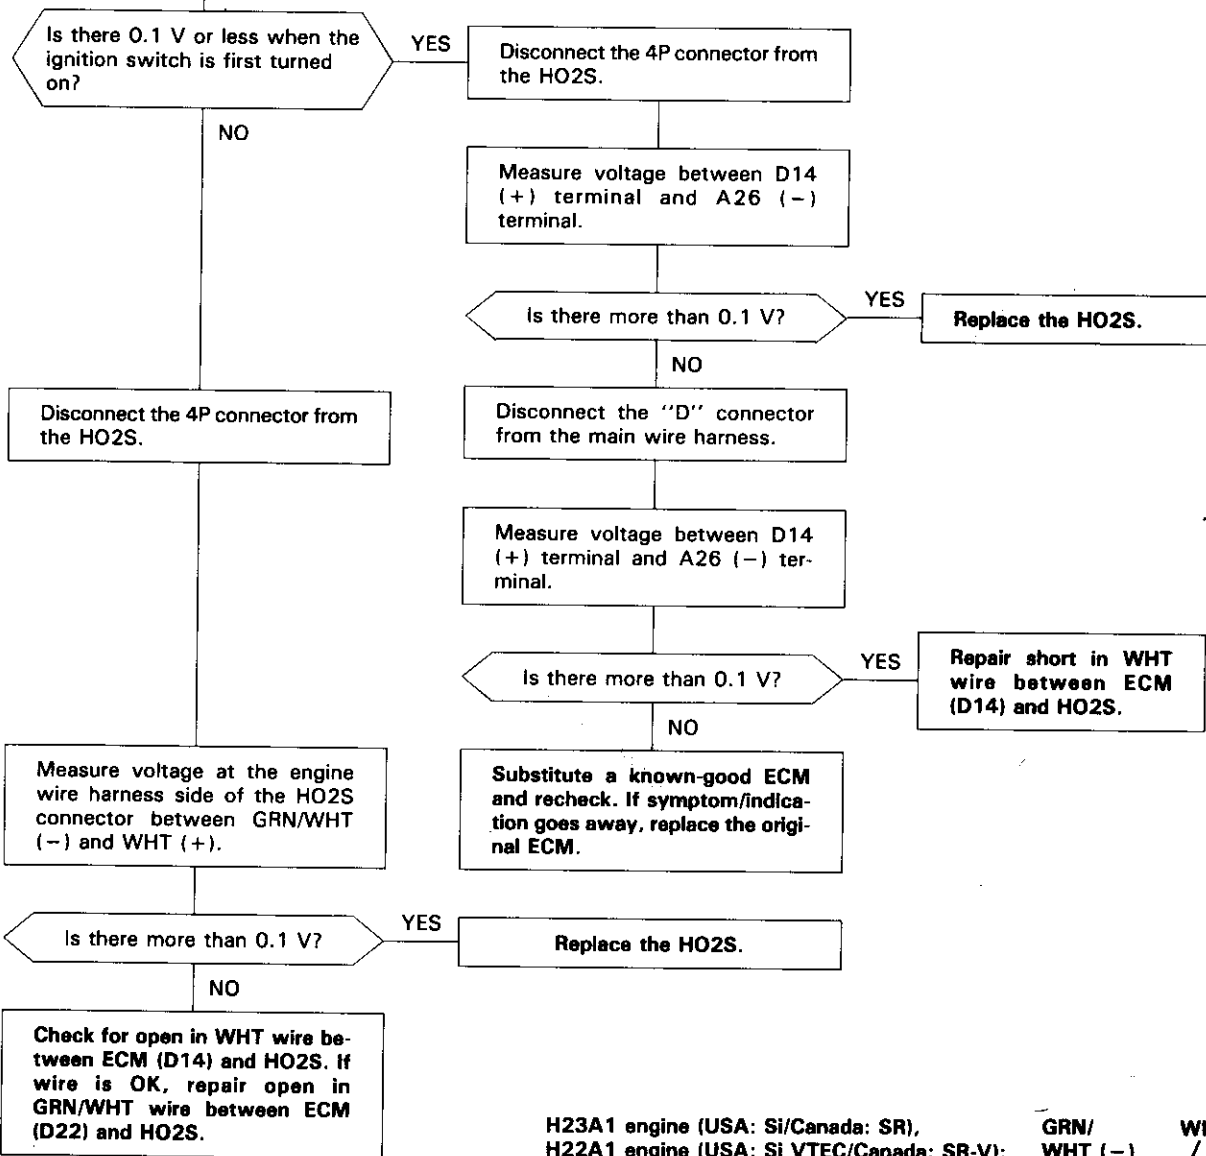 Is there 0.1 V or less when the
ignition switch is first turned
on?
YES
Disconnect the 4P connector from
the HO2S.
NO
Measure voltage between D14
(+) terminal and A26 (−)
terminal.
Is there more than 0.1 V?
YES
Replace the HO2S.
NO
Disconnect the 4P connector from
the HO2S.
Disconnect the "D" connector
from the main wire harness.
Measure voltage between D14
(+) terminal and A26 (−) ter-
minal.
Is there more than 0.1 V?
YES
Repair short in WHT
wire between ECM
(D14) and HO2S.
NO
Measure voltage at the engine
wire harness side of the HO2S
connector between GRN/WHT
(−) and WHT (+).
Substitute a known-good ECM
and recheck. If symptom/indica-
tion goes away, replace the origi-
nal ECM.
Is there more than 0.1 V?
YES
Replace the HO2S.
NO
Check for open in WHT wire be-
tween ECM (D14) and HO2S. If
wire is OK, repair open in
GRN/WHT wire between ECM
(D22) and HO2S.
H23A1 engine (USA: Si/Canada: SR),
H22A1 engine (USA: Si VTEC/Canada: SR-V):
GRN/
WHT (−)